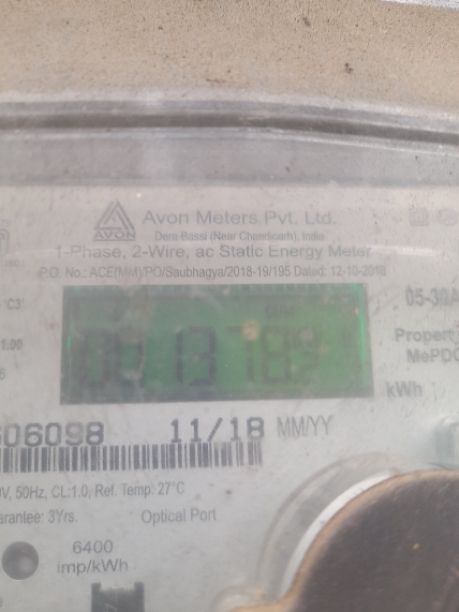 AVON
Avon Meters Pvt. Ltd.
Dera-Bassi (Near Chandigarh), India
1-Phase, 2-Wire, ac Static Energy Meter
P.O. No.: ACE(MM)/PO/Saubhagya/2018-19/195 Dated: 12-10-2018
05-30A
kWh
606098 11/18 MM/YY
V, 50Hz, CL:1.0, Ref. Temp: 27°C
arantee: 3Yrs. Optical Port
6400
imp/kWh